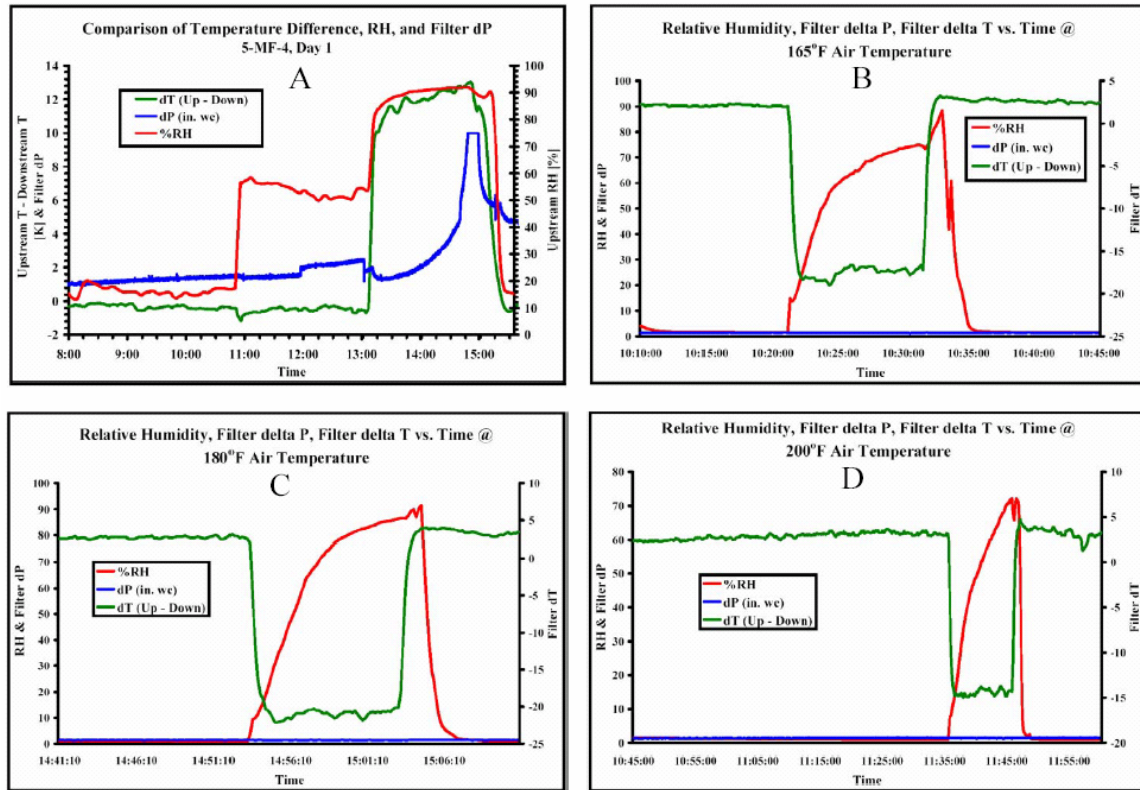 Comparison of Temperature Difference, RH, and Filter dP
5-MF-4, Day 1
A
dT (Up - Down)
dP (in. wc)
%RH
Upstream T - Downstream T
[K] & Filter dP
14
12
10
8
6
4
2
0
-2
Upstream RH [%]
100
90
80
70
60
50
40
30
20
10
0
8:00 9:00 10:00 11:00 12:00 13:00 14:00 15:00
Time
Relative Humidity, Filter delta P, Filter delta T vs. Time @
165°F Air Temperature
B
%RH
dP (in. wc)
dT (Up - Down)
RH & Filter dP
100
90
80
70
60
50
40
30
20
10
0
Filter dT
5
0
-5
-10
-15
-20
-25
10:10:00 10:15:00 10:20:00 10:25:00 10:30:00 10:35:00 10:40:00 10:45:00
Time
Relative Humidity, Filter delta P, Filter delta T vs. Time @
180°F Air Temperature
C
%RH
dP (in. wc)
dT (Up - Down)
RH & Filter dP
100
90
80
70
60
50
40
30
20
10
0
Filter dT
10
5
0
-5
-10
-15
-20
-25
14:41:10 14:46:10 14:51:10 14:56:10 15:01:10 15:06:10
Time
Relative Humidity, Filter delta P, Filter delta T vs. Time @
200°F Air Temperature
D
%RH
dP (in. wc)
dT (Up - Down)
RH & Filter dP
80
70
60
50
40
30
20
10
0
Filter dT
10
5
0
-5
-10
-15
-20
10:45:00 10:55:00 11:05:00 11:15:00 11:25:00 11:35:00 11:45:00 11:55:00
Time